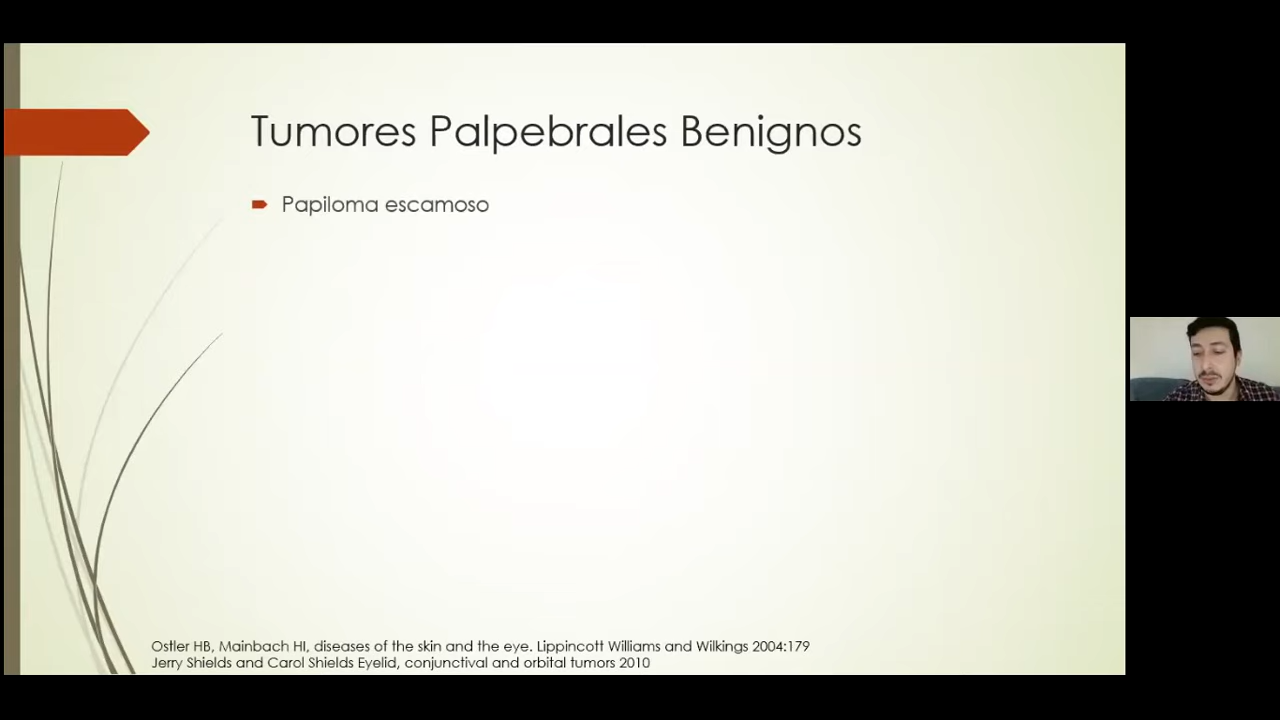 Tumores Palpebrales Benignos
Papiloma escamoso
Ostler HB, Mainbach HI, diseases of the skin and the eye. Lippincott Williams and Wilkings 2004:179
Jerry Shields and Carol Shields Eyelid, conjunctival and orbital tumors 2010